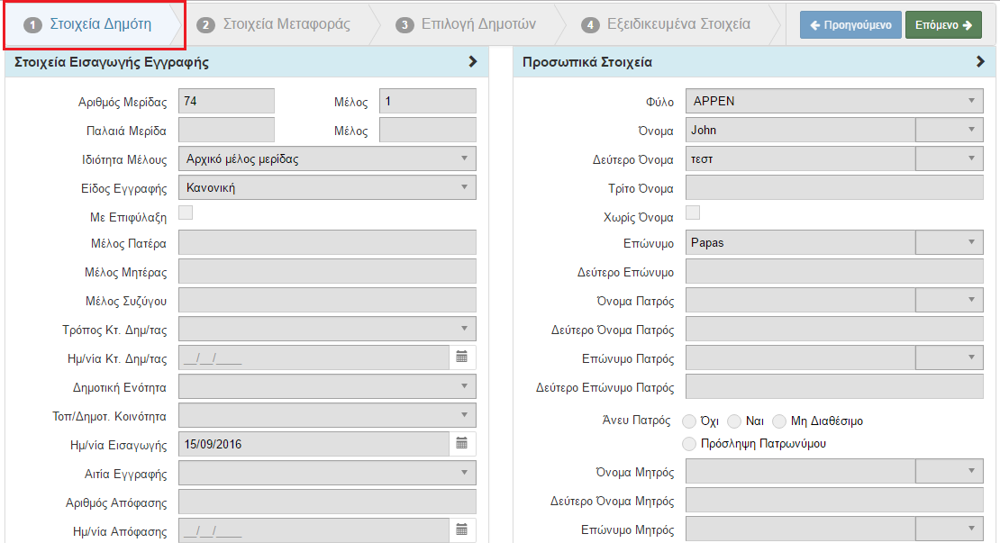 1 Στοιχεία Δημότη 2 Στοιχεία Μεταφοράς 3 Επιλογή Δημοτών 4 Εξειδικευμένα Στοιχεία Προηγούμενο Επόμενο
Στοιχεία Εισαγωγής Εγγραφής
Αριθμός Μερίδας 74 Μέλος 1
Παλαιά Μερίδα Μέλος
Ιδιότητα Μέλους Αρχικό μέλος μερίδας
Είδος Εγγραφής Κανονική
Με Επιφύλαξη
Μέλος Πατέρα
Μέλος Μητέρας
Μέλος Συζύγου
Τρόπος Κτ. Δημ/τας
Ημ/νία Κτ. Δημ/τας __/__/____
Δημοτική Ενότητα
Τοπ/Δημοτ. Κοινότητα
Ημ/νία Εισαγωγής 15/09/2016
Αιτία Εγγραφής
Αριθμός Απόφασης
Ημ/νία Απόφασης __/__/____
Προσωπικά Στοιχεία
Φύλο ΑΡΡΕΝ
Όνομα John
Δεύτερο Όνομα τεστ
Τρίτο Όνομα
Χωρίς Όνομα
Επώνυμο Papas
Δεύτερο Επώνυμο
Όνομα Πατρός
Δεύτερο Όνομα Πατρός
Επώνυμο Πατρός
Δεύτερο Επώνυμο Πατρός
Άνευ Πατρός Όχι Ναι Μη Διαθέσιμο
Πρόσληψη Πατρωνύμου
Όνομα Μητρός
Δεύτερο Όνομα Μητρός
Επώνυμο Μητρός